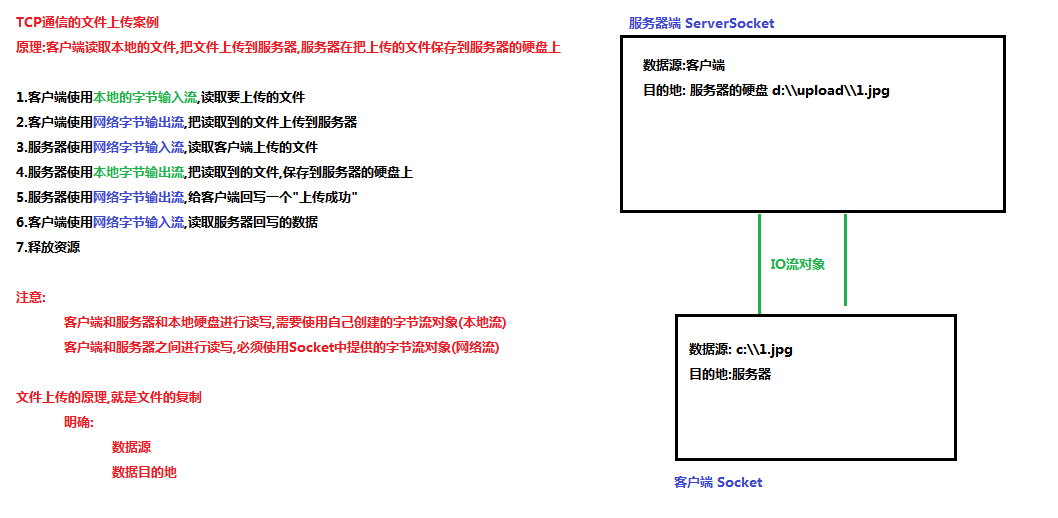 TCP通信的文件上传案例
原理:客户端读取本地的文件,把文件上传到服务器,服务器在把上传的文件保存到服务器的硬盘上
1.客户端使用本地的字节输入流,读取要上传的文件
2.客户端使用网络字节输出流,把读取到的文件上传到服务器
3.服务器使用网络字节输入流,读取客户端上传的文件
4.服务器使用本地字节输出流,把读取到的文件,保存到服务器的硬盘上
5.服务器使用网络字节输出流,给客户端回写一个"上传成功"
6.客户端使用网络字节输入流,读取服务器回写的数据
7.释放资源
注意:
客户端和服务器和本地硬盘进行读写,需要使用自己创建的字节流对象(本地流)
客户端和服务器之间进行读写,必须使用Socket中提供的字节流对象(网络流)
文件上传的原理,就是文件的复制
明确:
数据源
数据目的地
服务器端 ServerSocket
数据源:客户端
目的地: 服务器的硬盘 d:\\upload\\1.jpg
IO流对象
数据源: c:\\1.jpg
目的地:服务器
客户端 Socket